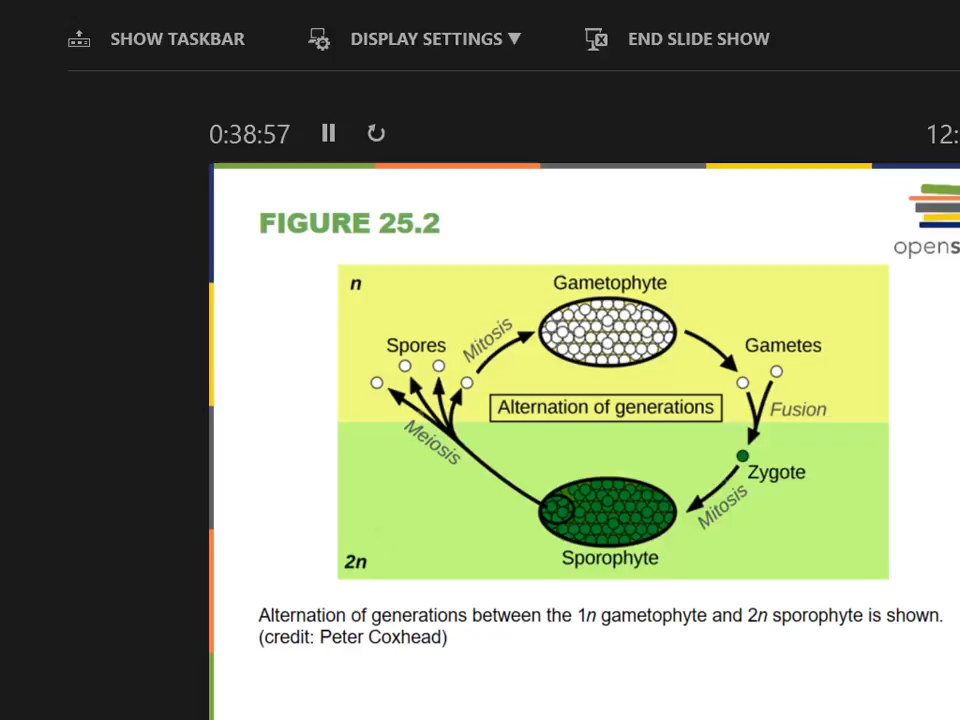 SHOW TASKBAR
DISPLAY SETTINGS ▼
END SLIDE SHOW
0:38:57
12:
FIGURE 25.2
opens
n
Gametophyte
Spores
Mitosis
Gametes
Alternation of generations
Fusion
Meiosis
Zygote
Mitosis
2n
Sporophyte
Alternation of generations between the 1n gametophyte and 2n sporophyte is shown.
(credit: Peter Coxhead)